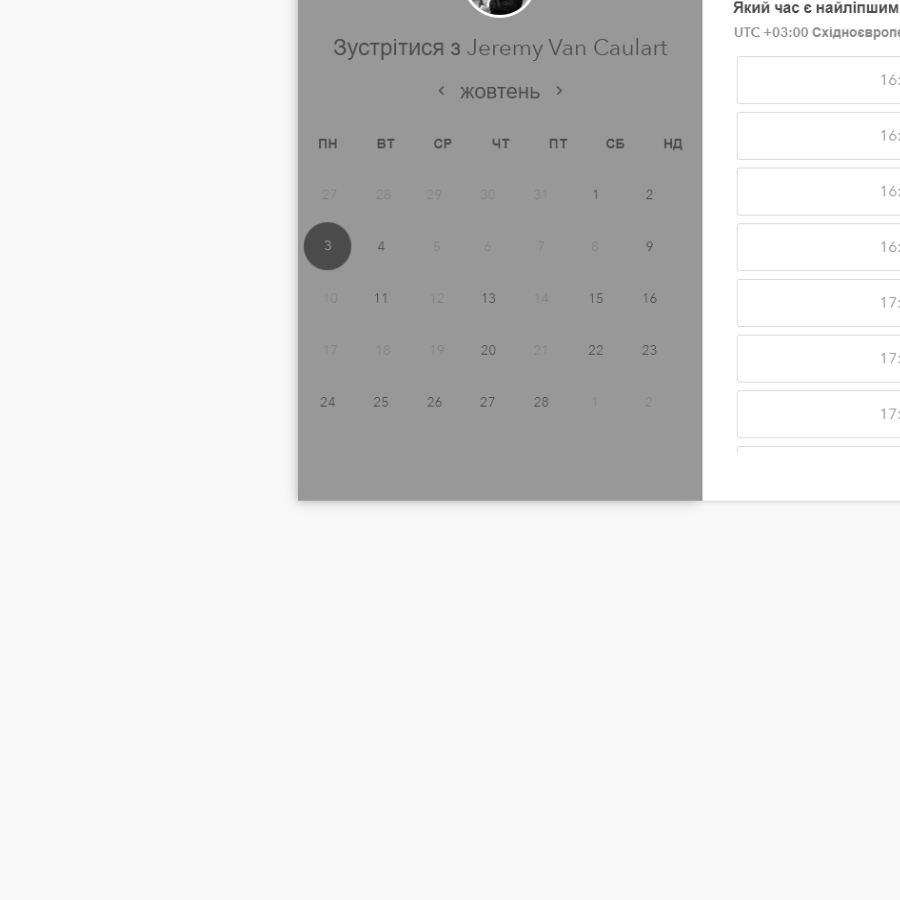 Зустрітися з Jeremy Van Caulart
‹ жовтень ›
ПН ВТ СР ЧТ ПТ СБ НД
27 28 29 30 31 1 2
3 4 5 6 7 8 9
10 11 12 13 14 15 16
17 18 19 20 21 22 23
24 25 26 27 28 1 2
Який час є найліпшим
UTC +03:00
16:
16:
16:
16:
17:
17:
17: